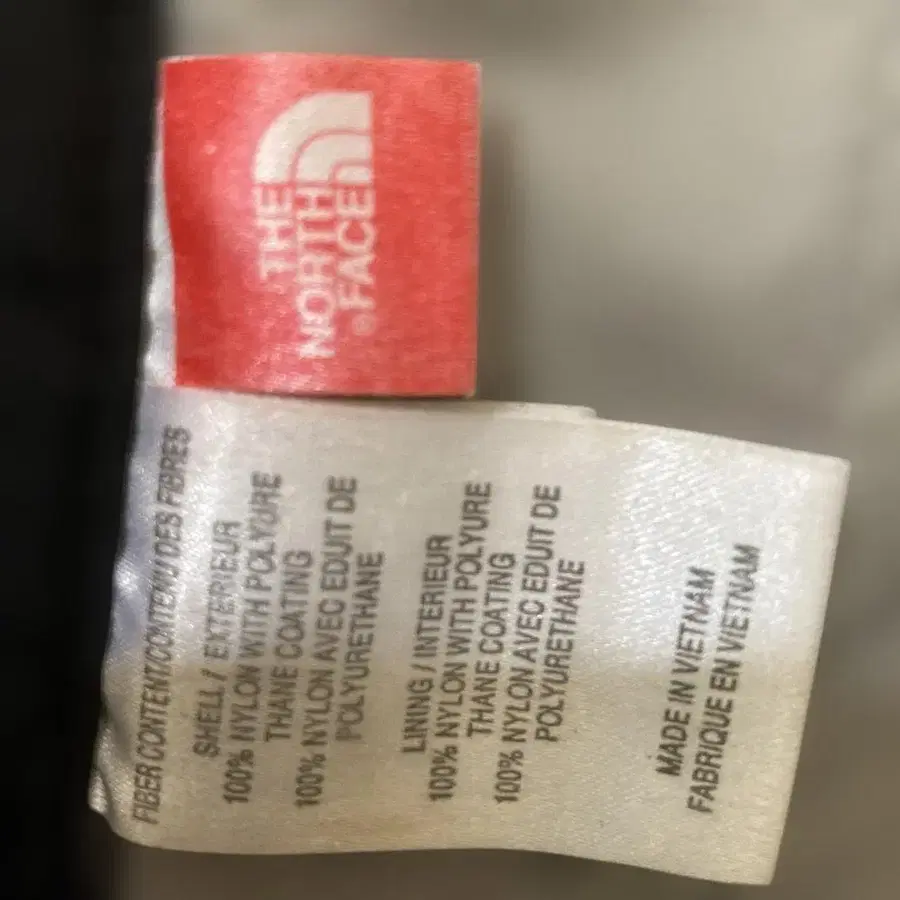 THE
NORTH
FACE®
FIBER CONTENT/CONTENU DES FIBRES
SHELL / EXTERIEUR
100% NYLON WITH POLYURE
THANE COATING
100% NYLON AVEC EDUIT DE
POLYURETHANE
LINING / INTERIEUR
100% NYLON WITH POLYURE
THANE COATING
100% NYLON AVEC EDUIT DE
POLYURETHANE
MADE IN VIETNAM
FABRIQUE EN VIETNAM